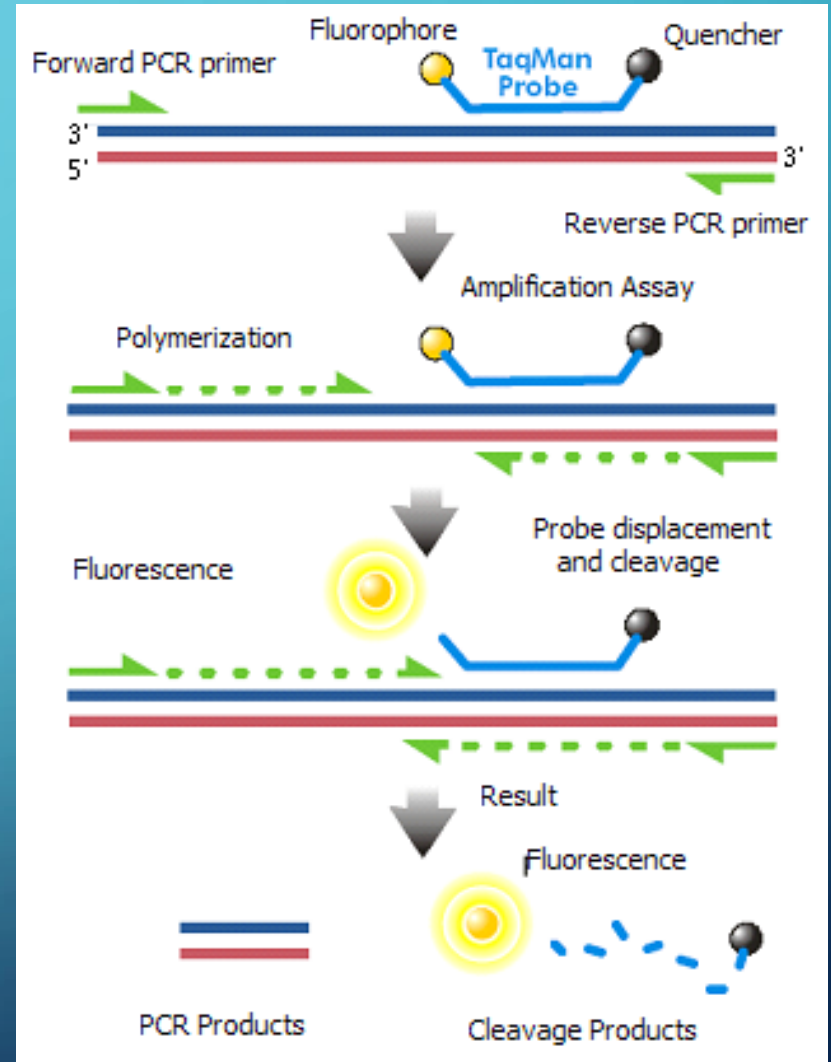 Fluorophore
Quencher
Forward PCR primer
TaqMan
Probe
3'
5'
3'
Reverse PCR primer
Amplification Assay
Polymerization
Probe displacement
and cleavage
Fluorescence
Result
Fluorescence
PCR Products
Cleavage Products